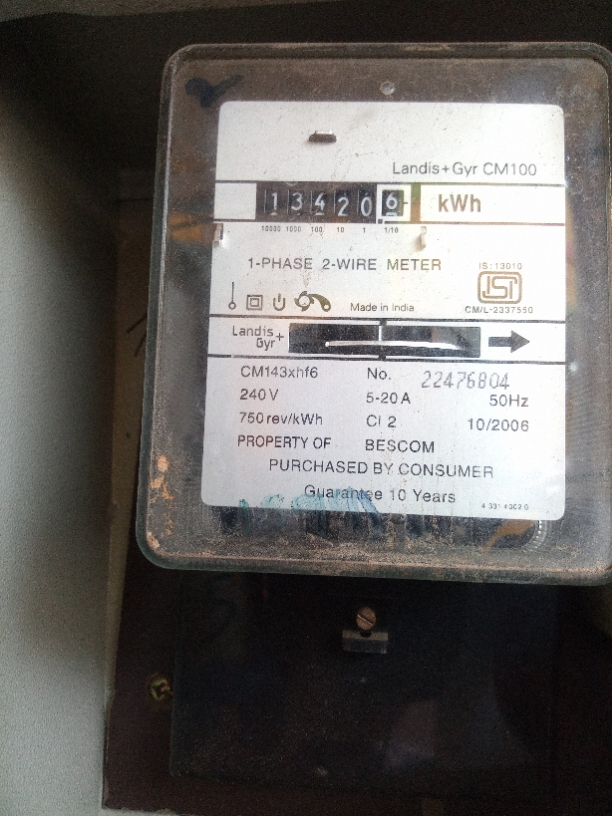 Landis+Gyr CM100
134206 kWh
10000 1000 100 10 1 1/10
1-PHASE 2-WIRE METER
IS:13010
ISI
Made in India
CM/L-2337550
Landis+
Gyr
CM143xhf6 No. 22476804
240V 5-20A 50Hz
750rev/kWh Cl 2 10/2006
PROPERTY OF BESCOM
PURCHASED BY CONSUMER
Guarantee 10 Years